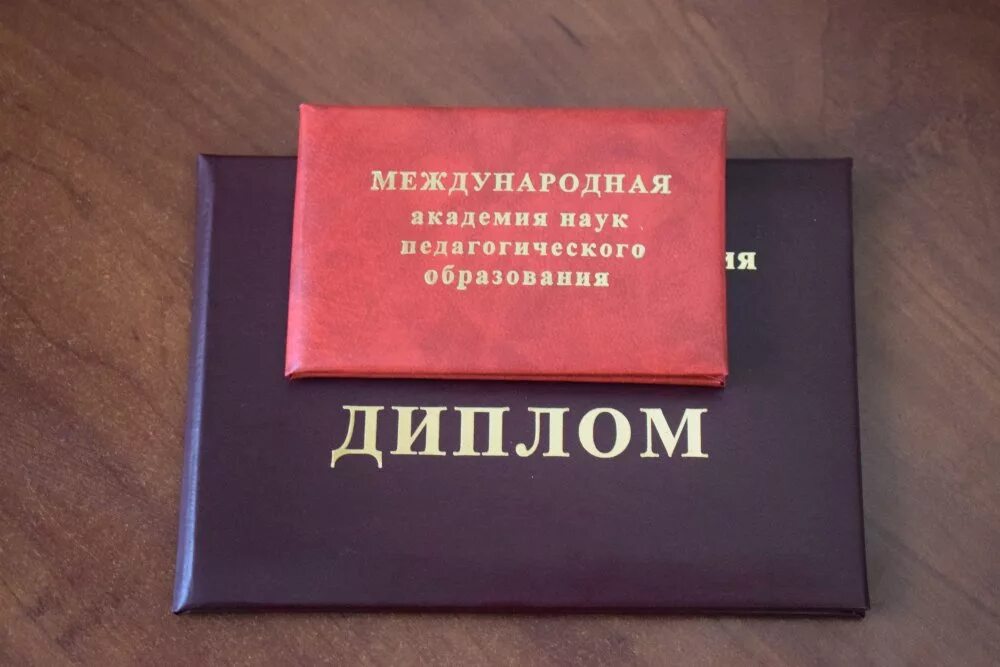 МЕЖДУНАРОДНАЯ
академия наук
педагогического
образования
ДИПЛОМ